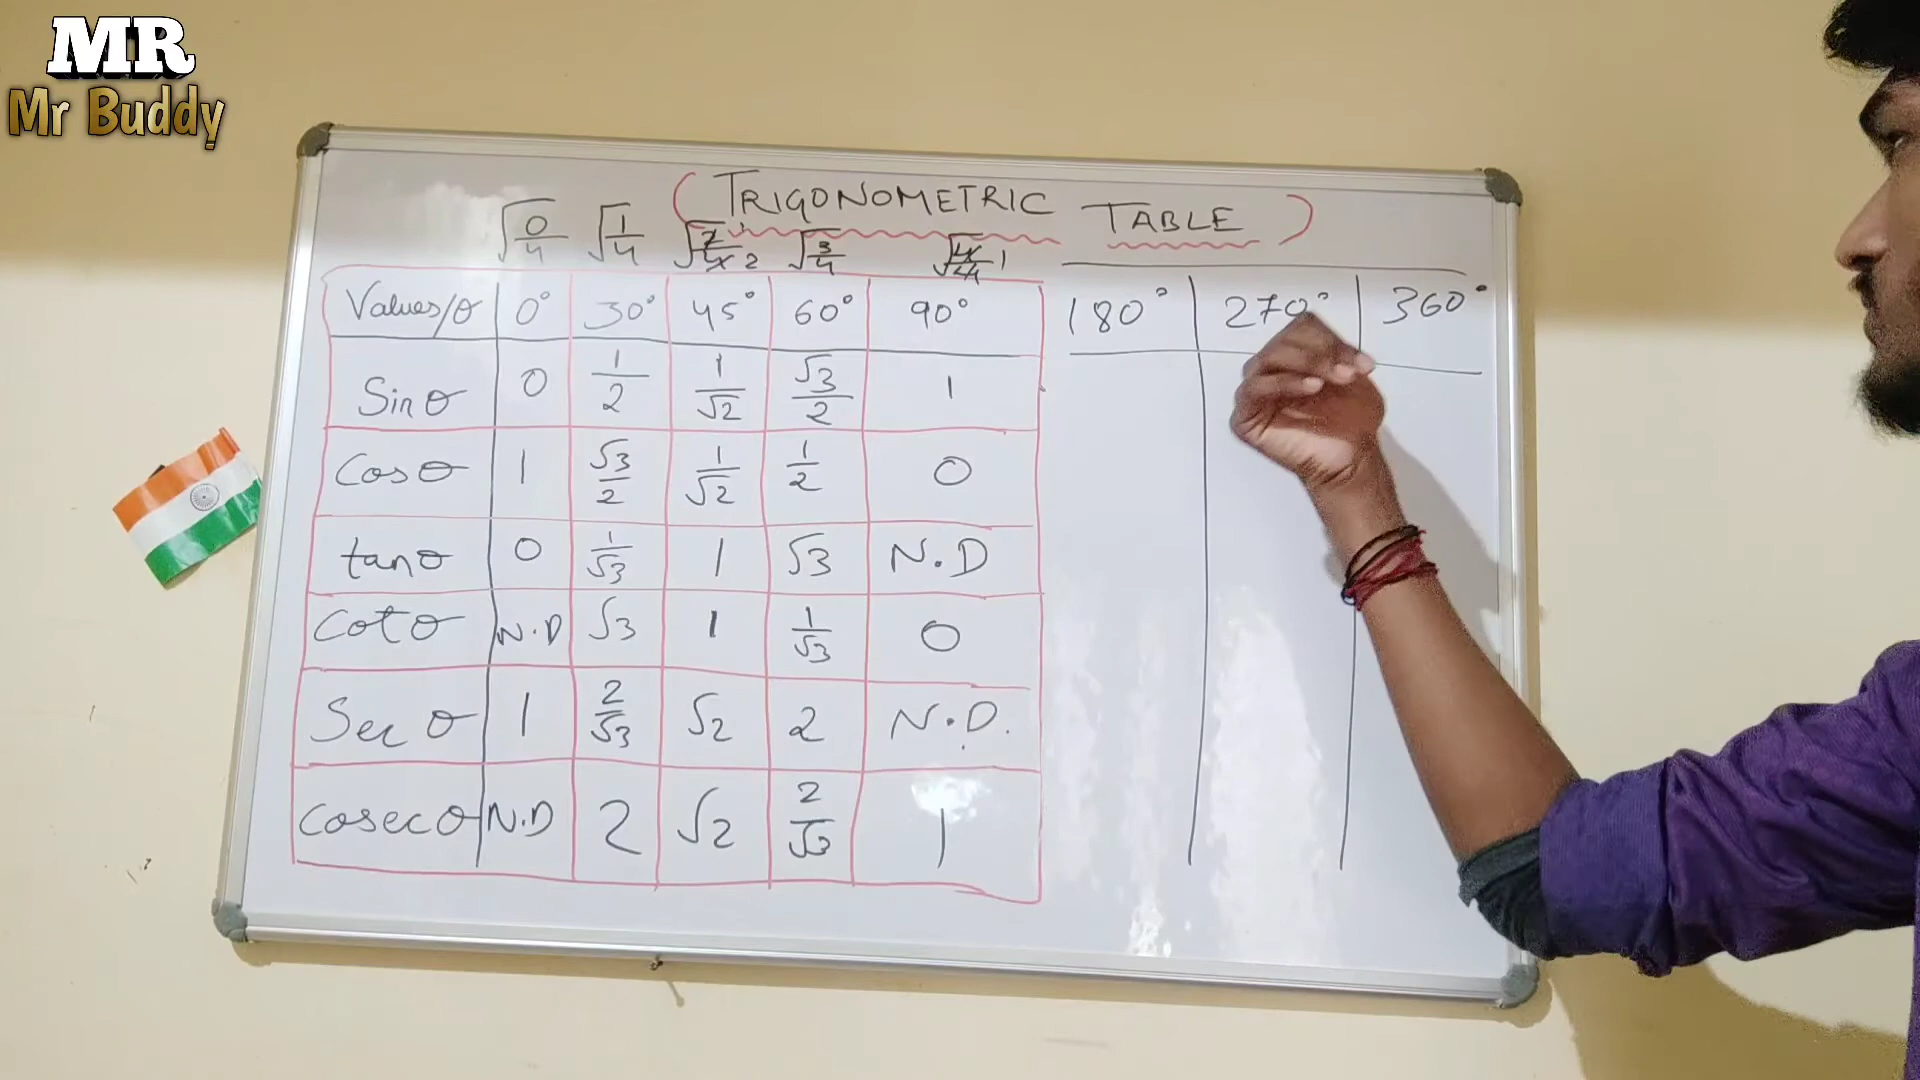 MR
Mr Buddy
( TRIGONOMETRIC TABLE )
√0/4 √1/4 √2/4 1 2 √3/4 √4/4 1
Values/θ 0° 30° 45° 60° 90° 180° 270° 360°
Sin θ 0 1/2 1/√2 √3/2 1
Cos θ 1 √3/2 1/√2 1/2 0
tan θ 0 1/√3 1 √3 N.D
Cot θ N.D √3 1 1/√3 0
Sec θ 1 2/√3 √2 2 N.D.
Cosec θ N.D 2 √2 2/√3 1